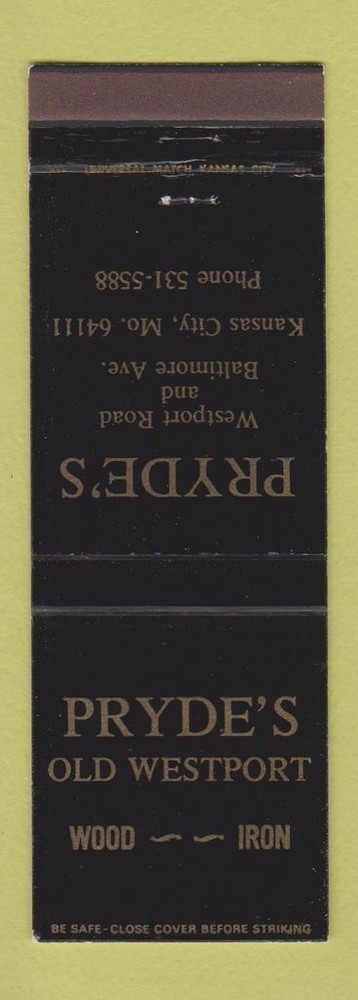 UNIVERSAL MATCH KANSAS CITY
PRYDE'S
Westport Road
and
Baltimore Ave.
Kansas City, Mo. 64111
Phone 531-5588
PRYDE'S
OLD WESTPORT
WOOD ~ ~ IRON
BE SAFE-CLOSE COVER BEFORE STRIKING